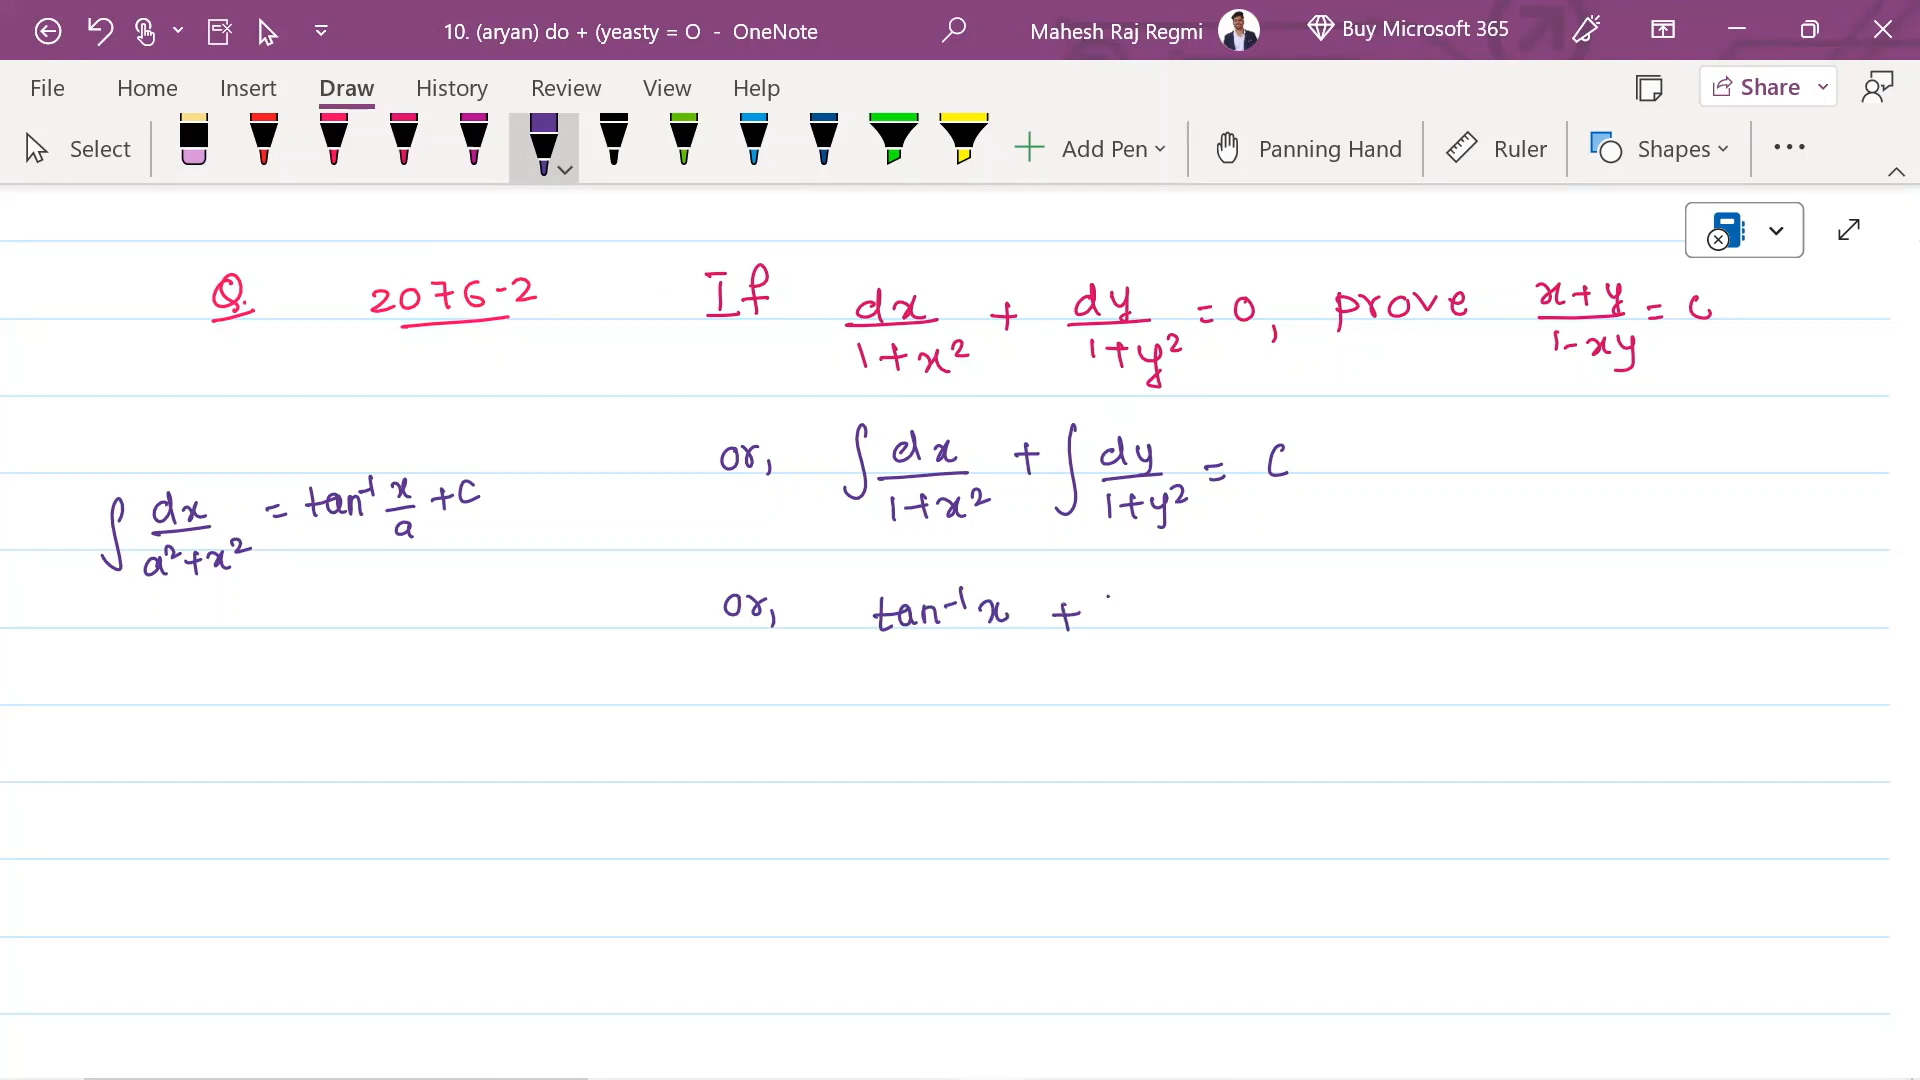 10. (aryan) do + (yeasty = O - OneNote
Mahesh Raj Regmi
Buy Microsoft 365
File Home Insert Draw History Review View Help
Share
Select
Add Pen
Panning Hand
Ruler
Shapes
Q. 2076-2 If dx/(1+x²) + dy/(1+y²) = 0, prove (x+y)/(1-xy) = c
or, ∫ dx/(1+x²) + ∫ dy/(1+y²) = C
∫ dx/(a²+x²) = tan⁻¹ x/a + C
or, tan⁻¹x +